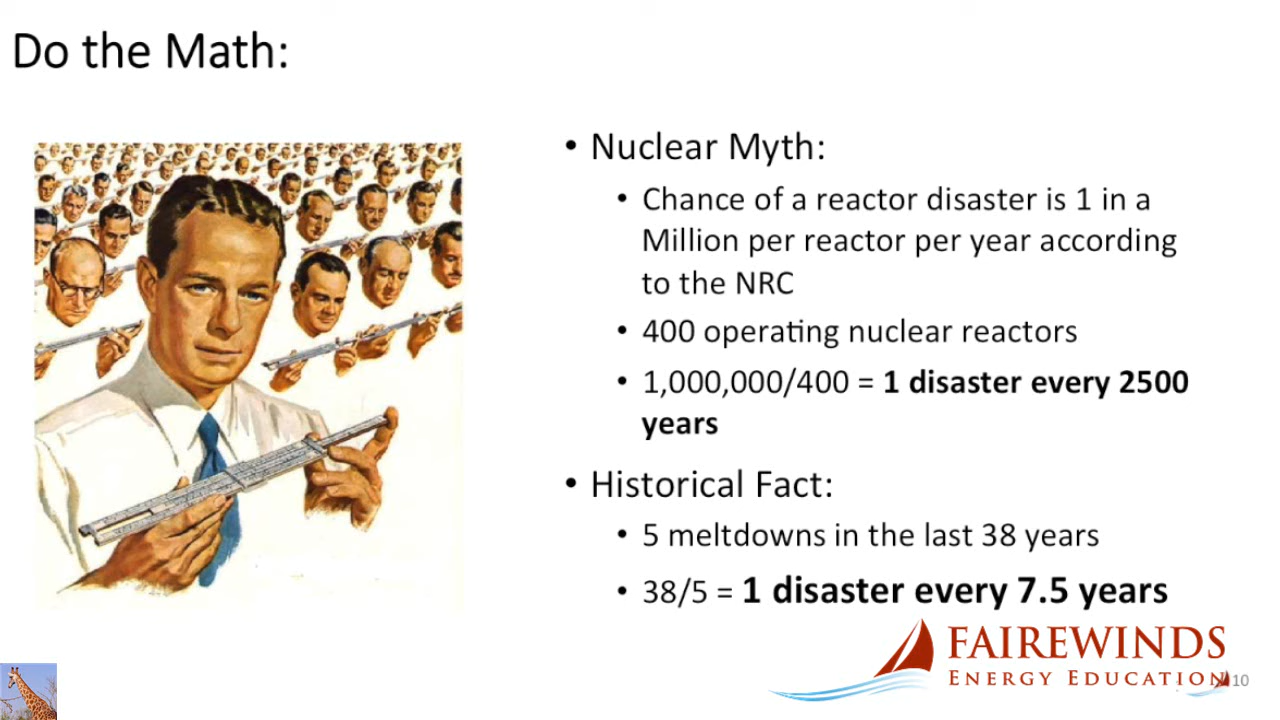 Do the Math:
• Nuclear Myth:
• Chance of a reactor disaster is 1 in a
Million per reactor per year according
to the NRC
• 400 operating nuclear reactors
• 1,000,000/400 = 1 disaster every 2500
years
• Historical Fact:
• 5 meltdowns in the last 38 years
• 38/5 = 1 disaster every 7.5 years
FAIREWINDS
ENERGY EDUCATION
10